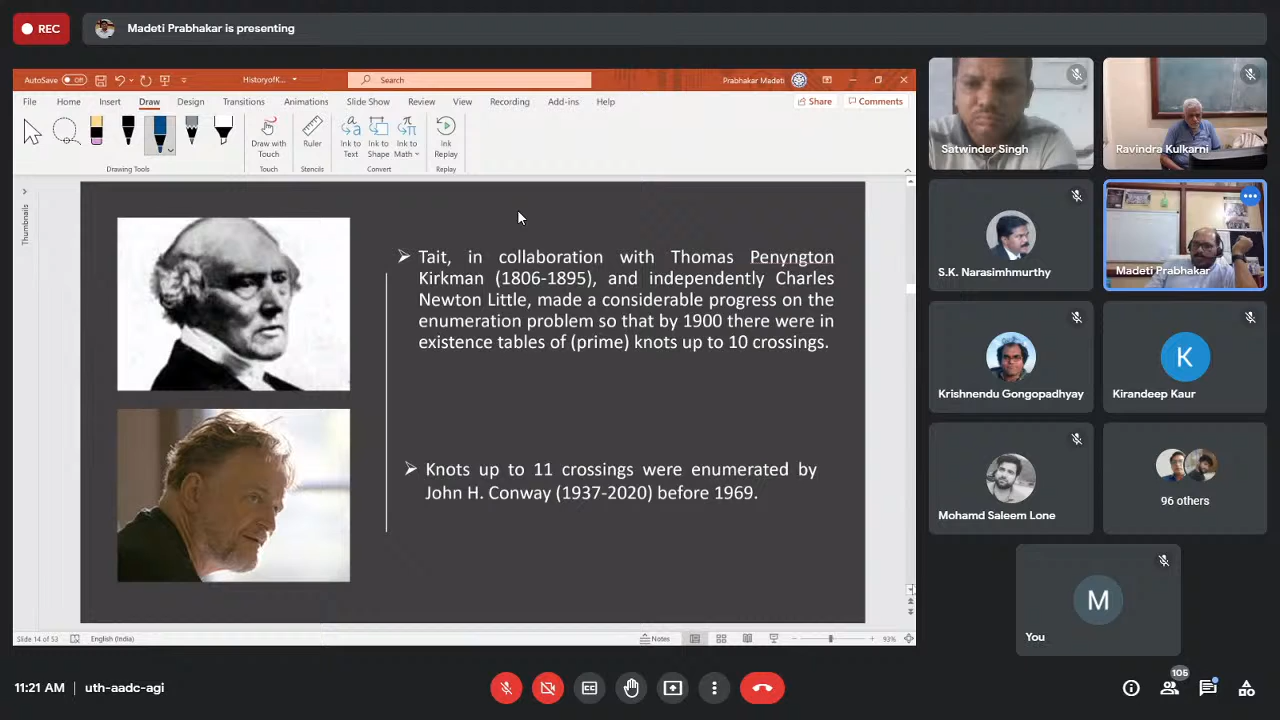 REC
Madeti Prabhakar is presenting
AutoSave Off
HistoryofK...
Search
Prabhakar Madeti
File Home Insert Draw Design Transitions Animations Slide Show Review View Recording Add-ins Help
Share Comments
Draw with Touch
Ruler
Ink to Text
Ink to Shape
Ink to Math
Ink Replay
Drawing Tools Touch Stencils Convert Replay
Thumbnails
Tait, in collaboration with Thomas Penyngton
Kirkman (1806-1895), and independently Charles
Newton Little, made a considerable progress on the
enumeration problem so that by 1900 there were in
existence tables of (prime) knots up to 10 crossings.
Knots up to 11 crossings were enumerated by
John H. Conway (1937-2020) before 1969.
Slide 14 of 53 English (India) Notes 93%
Satwinder Singh
Ravindra Kulkarni
S.K. Narasimhmurthy
Madeti Prabhakar
Krishnendu Gongopadhyay
K
Kirandeep Kaur
Mohamd Saleem Lone
96 others
M
You
11:21 AM | uth-aadc-agi
105